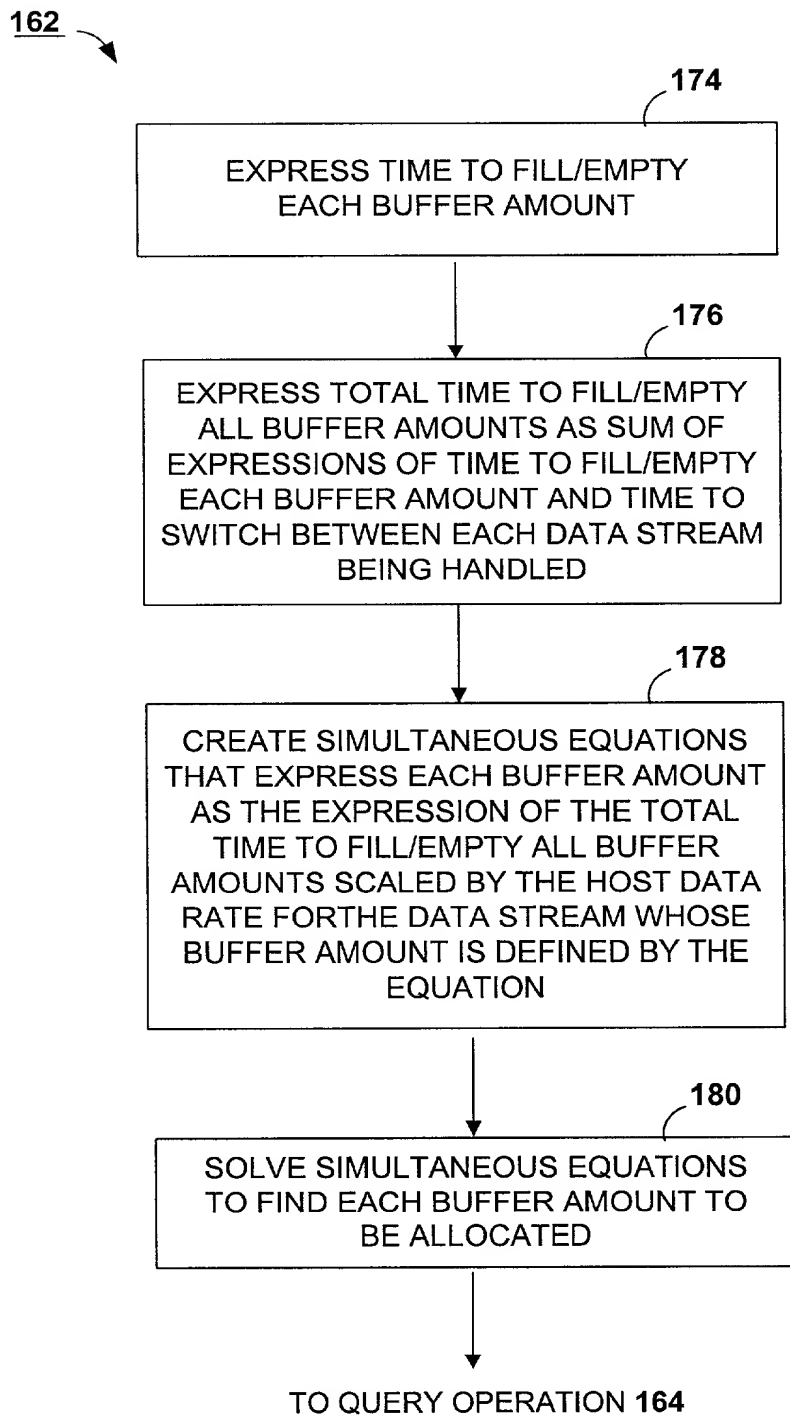 162
174
EXPRESS TIME TO FILL/EMPTY
EACH BUFFER AMOUNT
176
EXPRESS TOTAL TIME TO FILL/EMPTY
ALL BUFFER AMOUNTS AS SUM OF
EXPRESSIONS OF TIME TO FILL/EMPTY
EACH BUFFER AMOUNT AND TIME TO
SWITCH BETWEEN EACH DATA STREAM
BEING HANDLED
178
CREATE SIMULTANEOUS EQUATIONS
THAT EXPRESS EACH BUFFER AMOUNT
AS THE EXPRESSION OF THE TOTAL
TIME TO FILL/EMPTY ALL BUFFER
AMOUNTS SCALED BY THE HOST DATA
RATE FORTHE DATA STREAM WHOSE
BUFFER AMOUNT IS DEFINED BY THE
EQUATION
180
SOLVE SIMULTANEOUS EQUATIONS
TO FIND EACH BUFFER AMOUNT TO
BE ALLOCATED
TO QUERY OPERATION 164